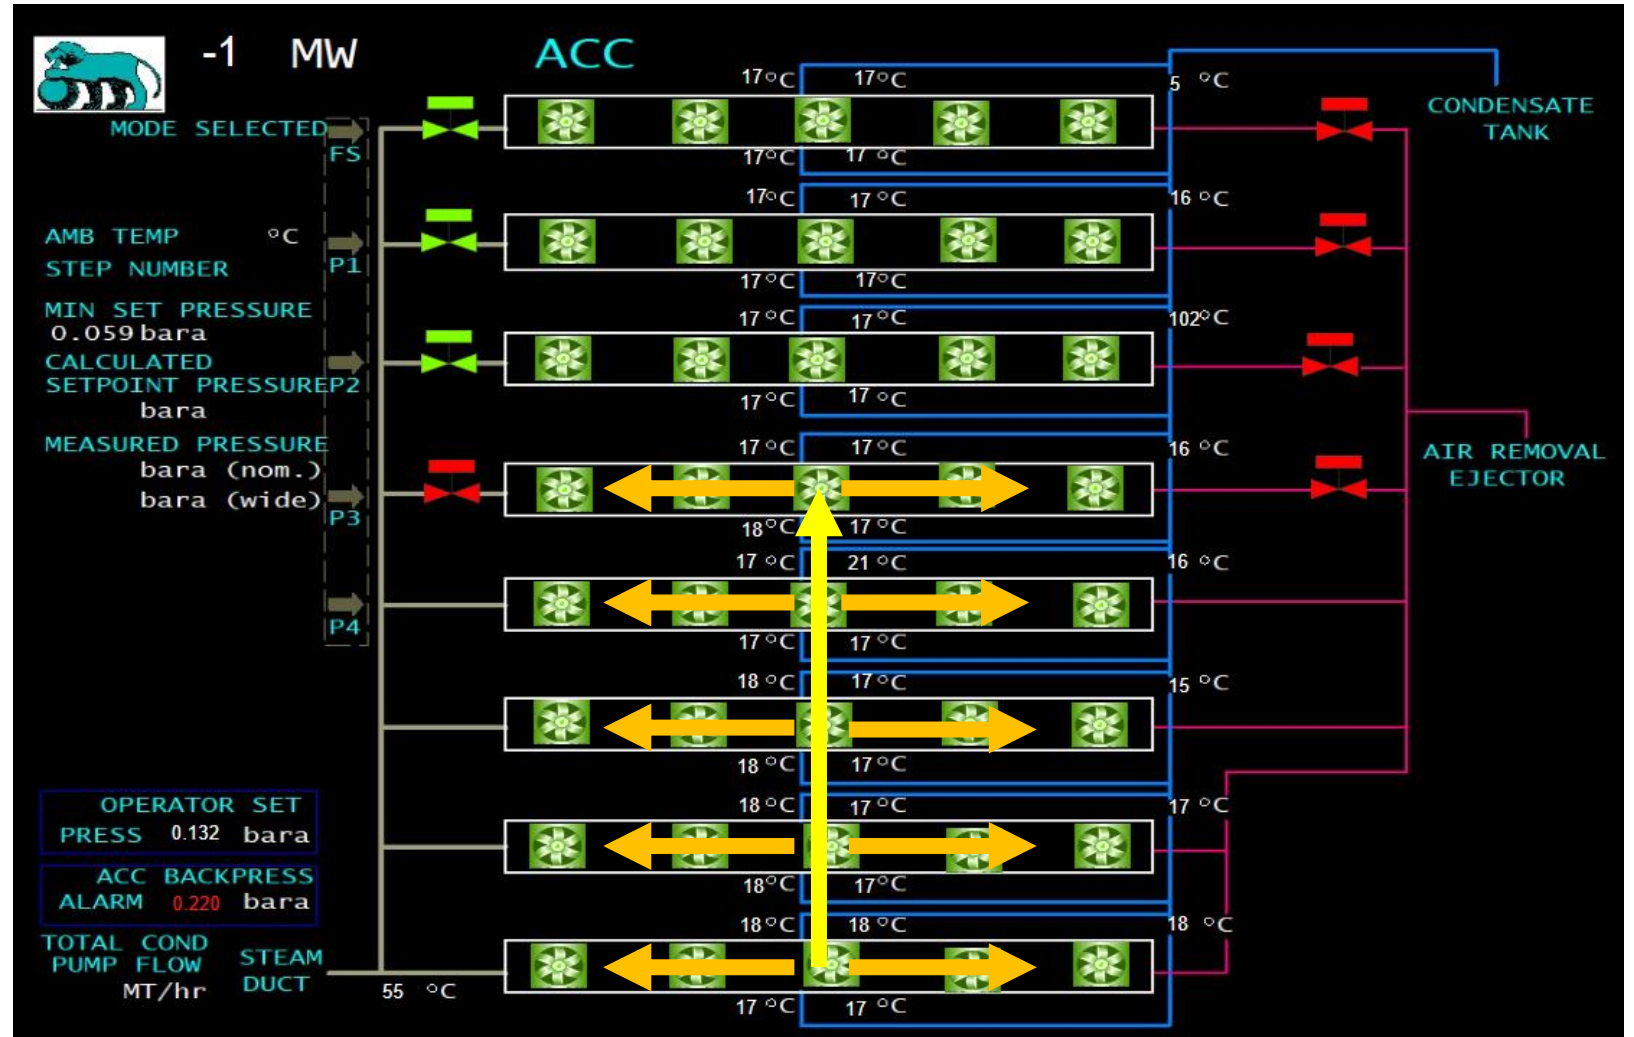 -1 MW ACC
17°C 17°C 5 °C
CONDENSATE
TANK
MODE SELECTED
FS
17°C 17 °C
17°C 17 °C 16 °C
AMB TEMP °C
P1
STEP NUMBER
17°C 17°C
MIN SET PRESSURE
0.059 bara
17°C 17°C 102°C
CALCULATED
SETPOINT PRESSURE P2
bara
17°C 17 °C
MEASURED PRESSURE
bara (nom.)
bara (wide)
P3
17°C 17°C 16 °C
AIR REMOVAL
EJECTOR
18°C 17 °C
17 °C 21 °C 16 °C
P4
17 °C 17 °C
18 °C 17°C 15 °C
18 °C 17°C
18°C 17°C 17 °C
OPERATOR SET
PRESS 0.132 bara
18°C 17°C
ACC BACKPRESS
ALARM 0.220 bara
18°C 18 °C 18 °C
TOTAL COND
PUMP FLOW
MT/hr
STEAM
DUCT
55 °C
17 °C 17 °C